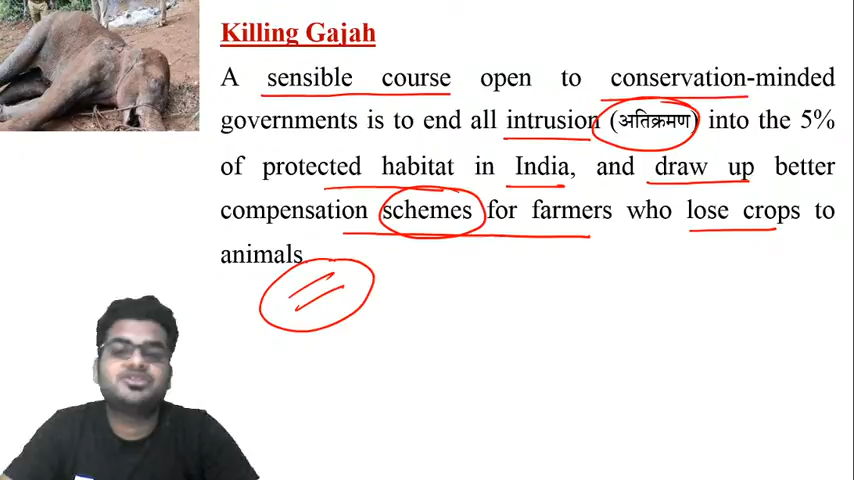 Killing Gajah
A sensible course open to conservation-minded
governments is to end all intrusion (अतिक्रमण) into the 5%
of protected habitat in India, and draw up better
compensation schemes for farmers who lose crops to
animals